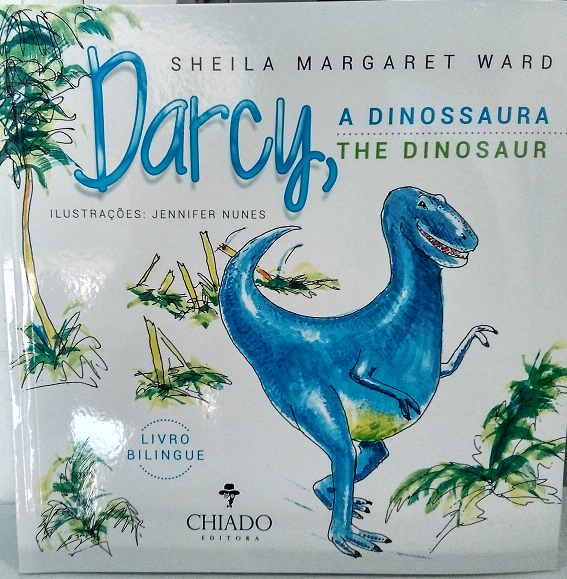 SHEILA MARGARET WARD
Darcy,
A DINOSSAURA
THE DINOSAUR
ILUSTRAÇÕES: JENNIFER NUNES
LIVRO
BILINGUE
CHIADO
EDITORA